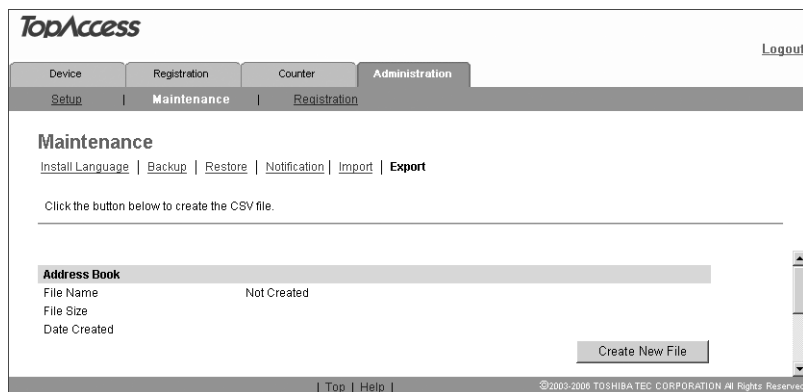 TopAccess
Logout
Device Registration Counter Administration
Setup | Maintenance | Registration
Maintenance
Install Language | Backup | Restore | Notification | Import | Export
Click the button below to create the CSV file.
Address Book
File Name Not Created
File Size
Date Created
Create New File
| Top | Help |
©2003-2006 TOSHIBA TEC CORPORATION All Rights Reserved